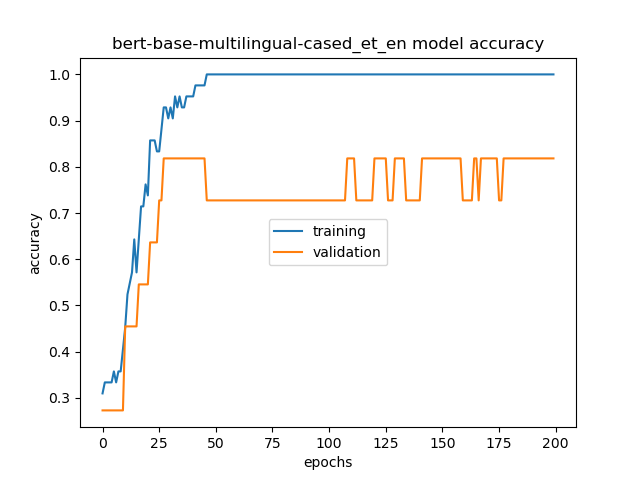 bert-base-multilingual-cased_et_en model accuracy
1.0
0.9
0.8
0.7
0.6
0.5
0.4
0.3
accuracy
training
validation
0 25 50 75 100 125 150 175 200
epochs